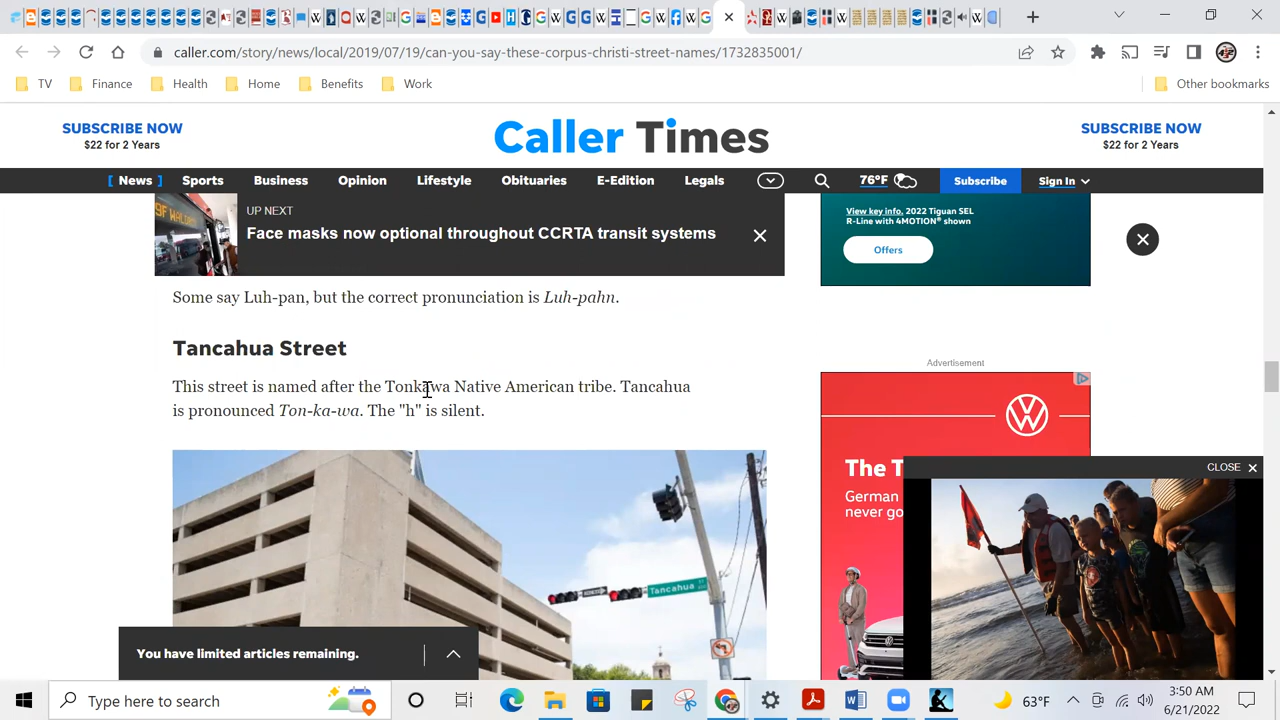 caller.com/story/news/local/2019/07/19/can-you-say-these-corpus-christi-street-names/1732835001/
TV Finance Health Home Benefits Work Other bookmarks
SUBSCRIBE NOW
$22 for 2 Years
Caller Times
SUBSCRIBE NOW
$22 for 2 Years
[ News ] Sports Business Opinion Lifestyle Obituaries E-Edition Legals 76°F Subscribe Sign In
UP NEXT
Face masks now optional throughout CCRTA transit systems
View key info. 2022 Tiguan SEL
R-Line with 4MOTION® shown
Offers
Some say Luh-pan, but the correct pronunciation is Luh-pahn.
Tancahua Street
This street is named after the Tonkawa Native American tribe. Tancahua
is pronounced Ton-ka-wa. The "h" is silent.
Tancahua
Advertisement
The T
German
never go
CLOSE
You have limited articles remaining.
Type here to search
63°F
3:50 AM
6/21/2022